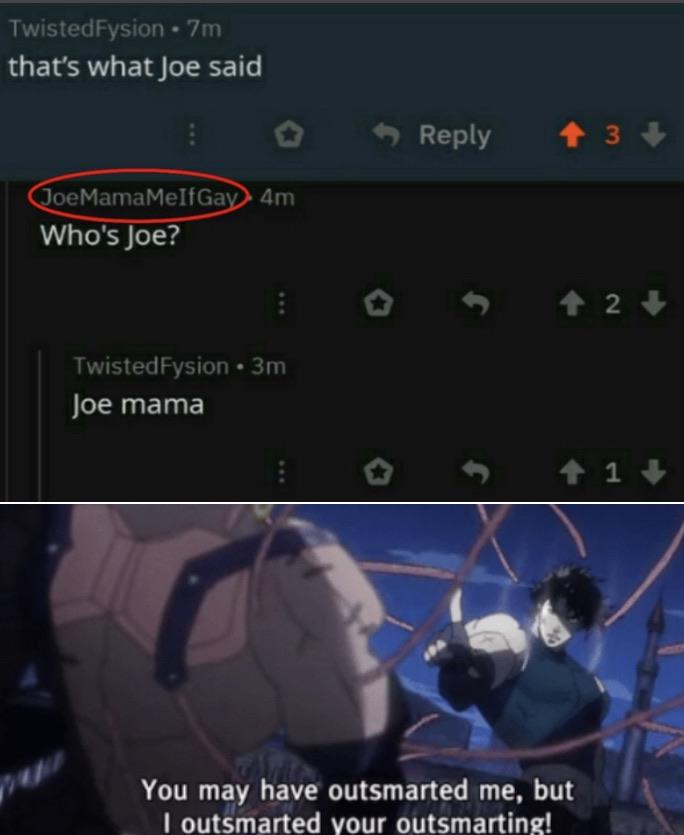 TwistedFysion • 7m
that's what Joe said
Reply 3
JoeMamaMeIfGay • 4m
Who's Joe?
2
TwistedFysion • 3m
Joe mama
1
You may have outsmarted me, but
I outsmarted your outsmarting!